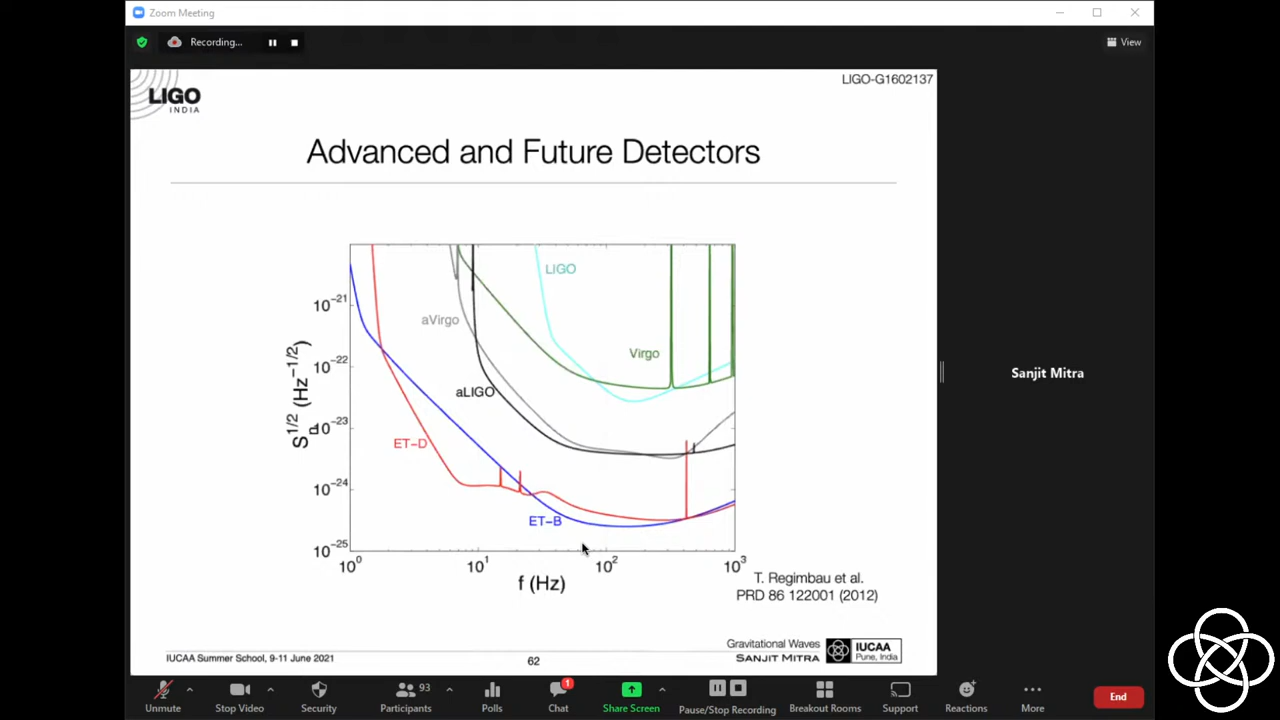 Zoom Meeting
Recording...
View
LIGO-G1602137
LIGO
INDIA
Advanced and Future Detectors
LIGO
10^-21
aVirgo
Virgo
10^-22
aLIGO
S_n^1/2 (Hz^-1/2)
10^-23
ET-D
10^-24
ET-B
10^-25
10^0 10^1 10^2 10^3
f (Hz)
T. Regimbau et al.
PRD 86 122001 (2012)
Sanjit Mitra
IUCAA Summer School, 9-11 June 2021
62
Gravitational Waves
SANJIT MITRA
IUCAA
Pune, India
Unmute
Stop Video
Security
93
Participants
Polls
1
Chat
Share Screen
Pause/Stop Recording
Breakout Rooms
Support
Reactions
More
End